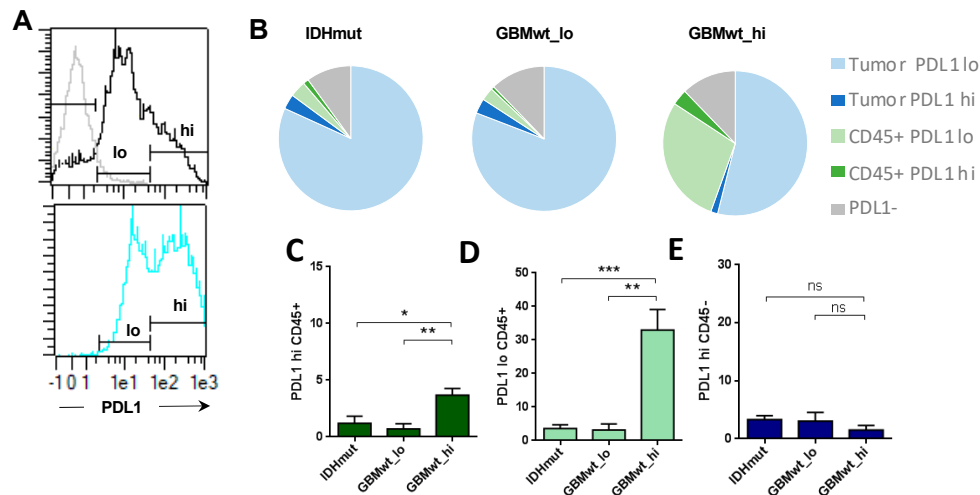 A
hi
lo
hi
lo
-10 1 1e1 1e2 1e3
PDL1
B
IDHmut
GBMwt_lo
GBMwt_hi
Tumor PDL1 lo
Tumor PDL1 hi
CD45+ PDL1 lo
CD45+ PDL1 hi
PDL1-
C
PDL1 hi CD45+
15
10
5
0
*
**
IDHmut
GBMwt_lo
GBMwt_hi
D
PDL1 lo CD45+
50
40
30
20
10
0
***
**
IDHmut
GBMwt_lo
GBMwt_hi
E
PDL1 hi CD45-
30
20
10
0
ns
ns
IDHmut
GBMwt_lo
GBMwt_hi